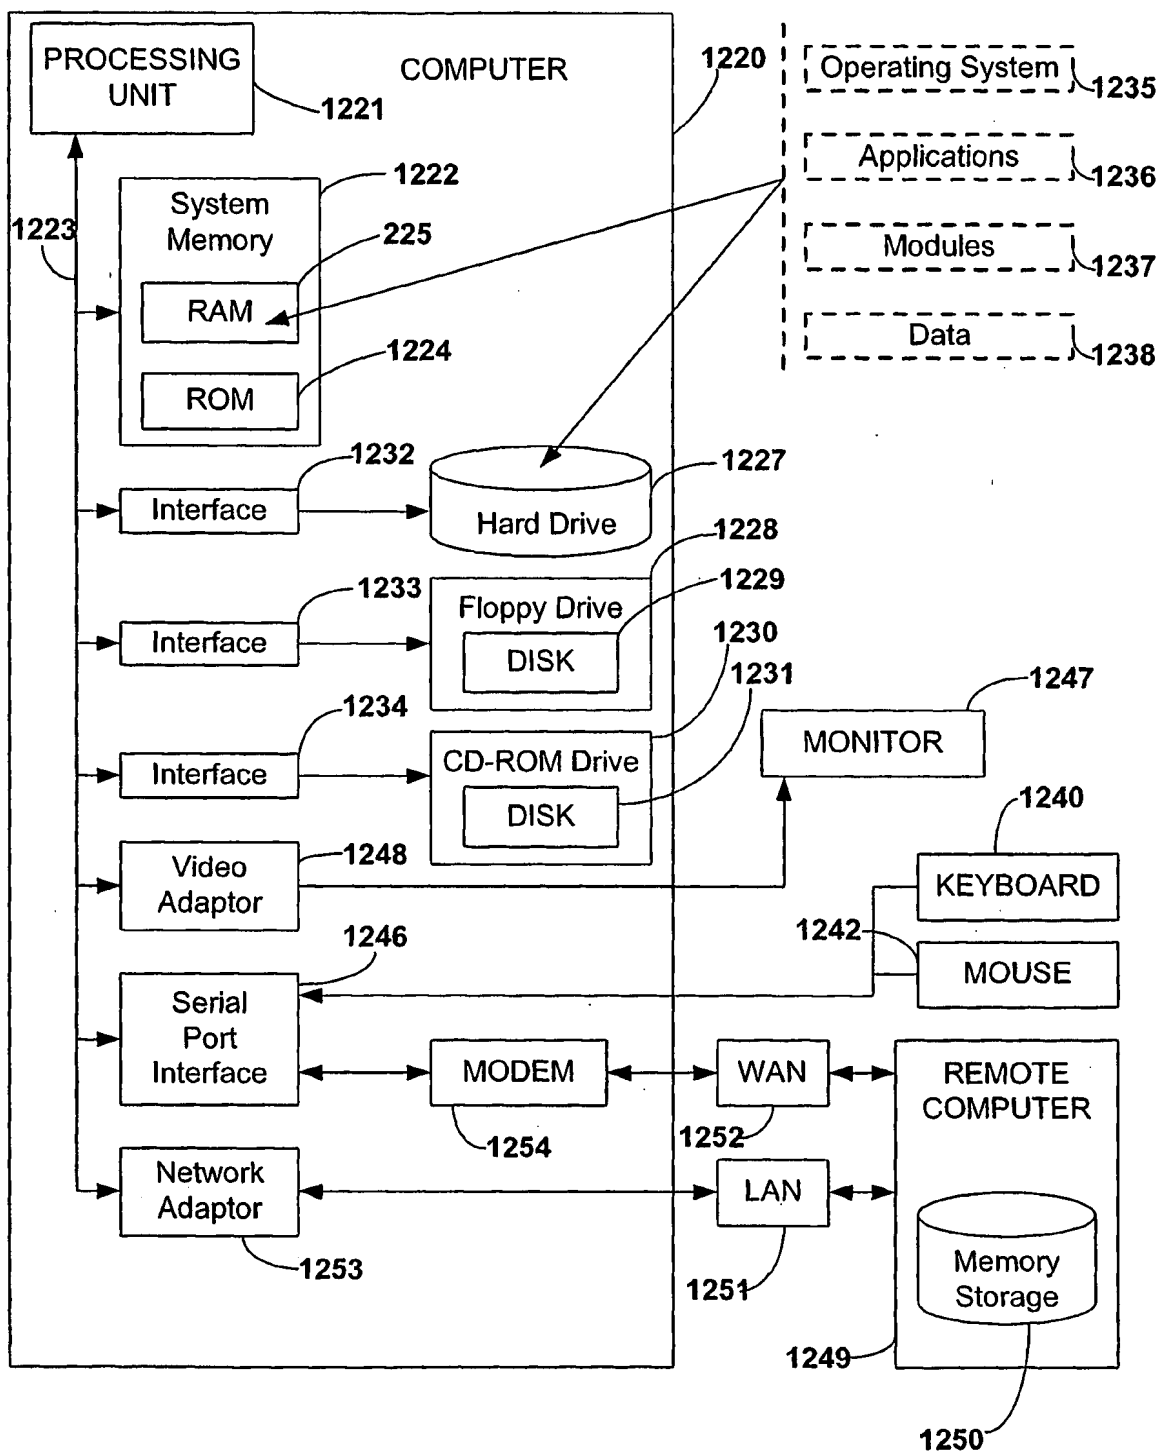 PROCESSING
UNIT
COMPUTER
1220
1221
Operating System
1235
Applications
1236
Modules
1237
Data
1238
1223
System
Memory
1222
225
RAM
1224
ROM
1232
Interface
Hard Drive
1227
1228
1233
Interface
Floppy Drive
1229
DISK
1230
1231
1234
Interface
CD-ROM Drive
DISK
1247
MONITOR
1248
Video
Adaptor
1240
KEYBOARD
1242
MOUSE
1246
Serial
Port
Interface
MODEM
1254
WAN
1252
REMOTE
COMPUTER
Network
Adaptor
1253
LAN
1251
Memory
Storage
1249
1250